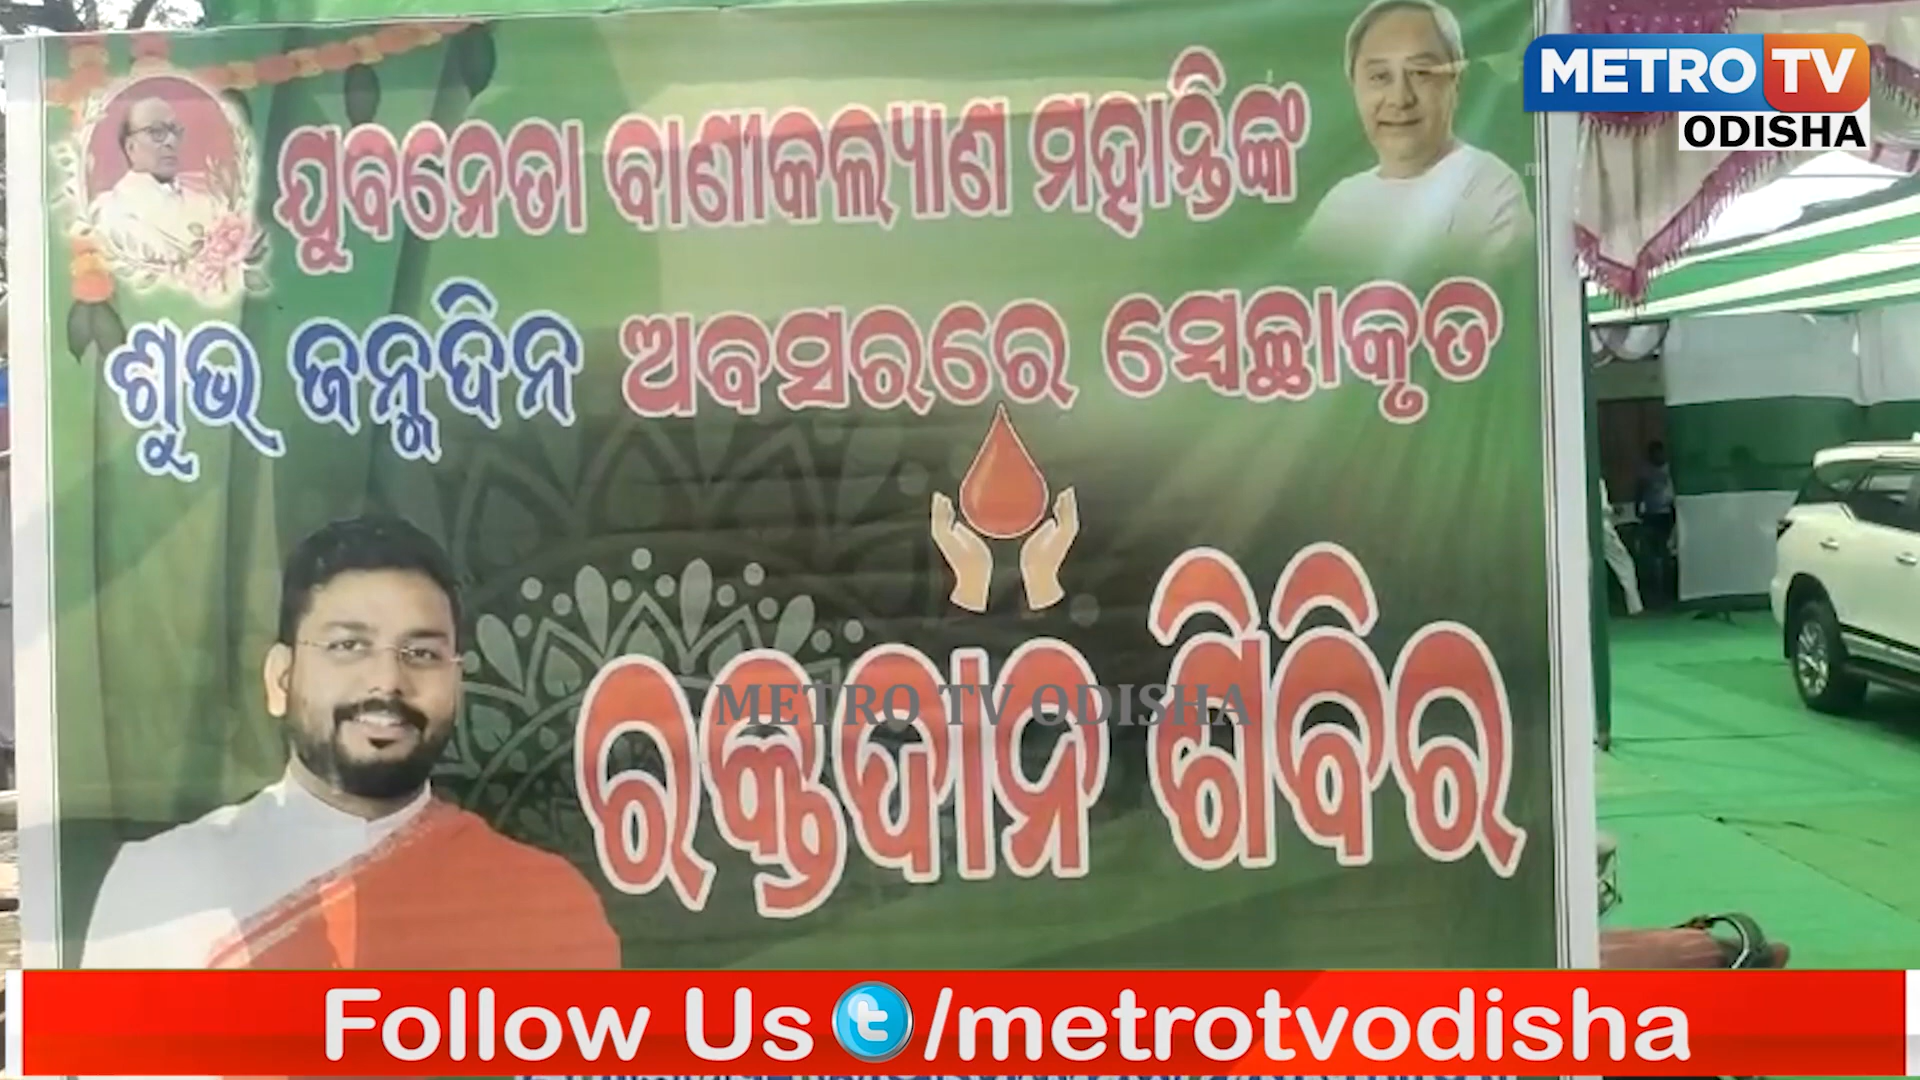 METRO TV
ODISHA
ଯୁବନେତା ବାଣୀକଲ୍ୟାଣ ମହାନ୍ତିଙ୍କ
ଶୁଭ ଜନ୍ମଦିନ ଅବସରରେ ସ୍ୱେଚ୍ଛାକୃତ
ରକ୍ତଦାନ ଶିବିର
METRO TV ODISHA
Follow Us /metrotvodisha